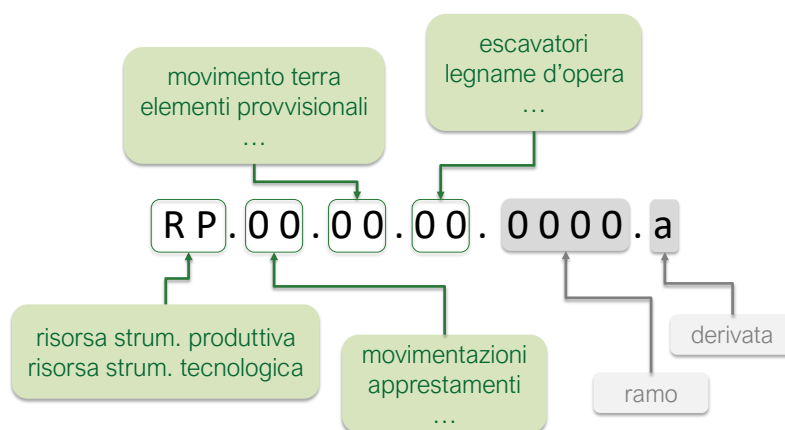 escavatori
legname d'opera
…
movimento terra
elementi provvisionali
…
RP.00.00.00.0000.a
risorsa strum. produttiva
risorsa strum. tecnologica
movimentazioni
apprestamenti
…
derivata
ramo